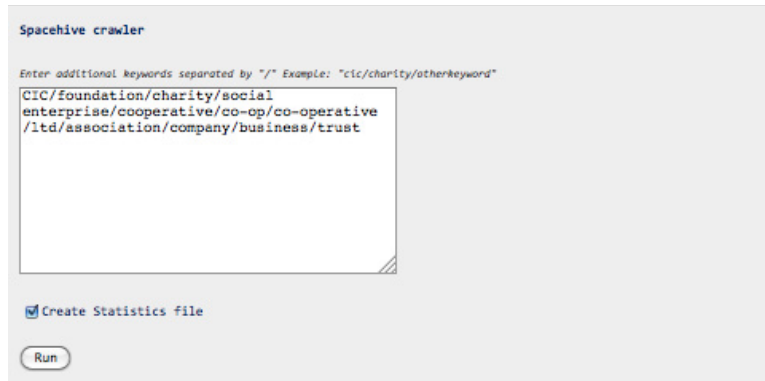 Spacehive crawler
Enter additional keywords separated by "/" Example: "cic/charity/otherkeyword"
CIC/foundation/charity/social
enterprise/cooperative/co-op/co-operative
/ltd/association/company/business/trust
Create Statistics file
Run